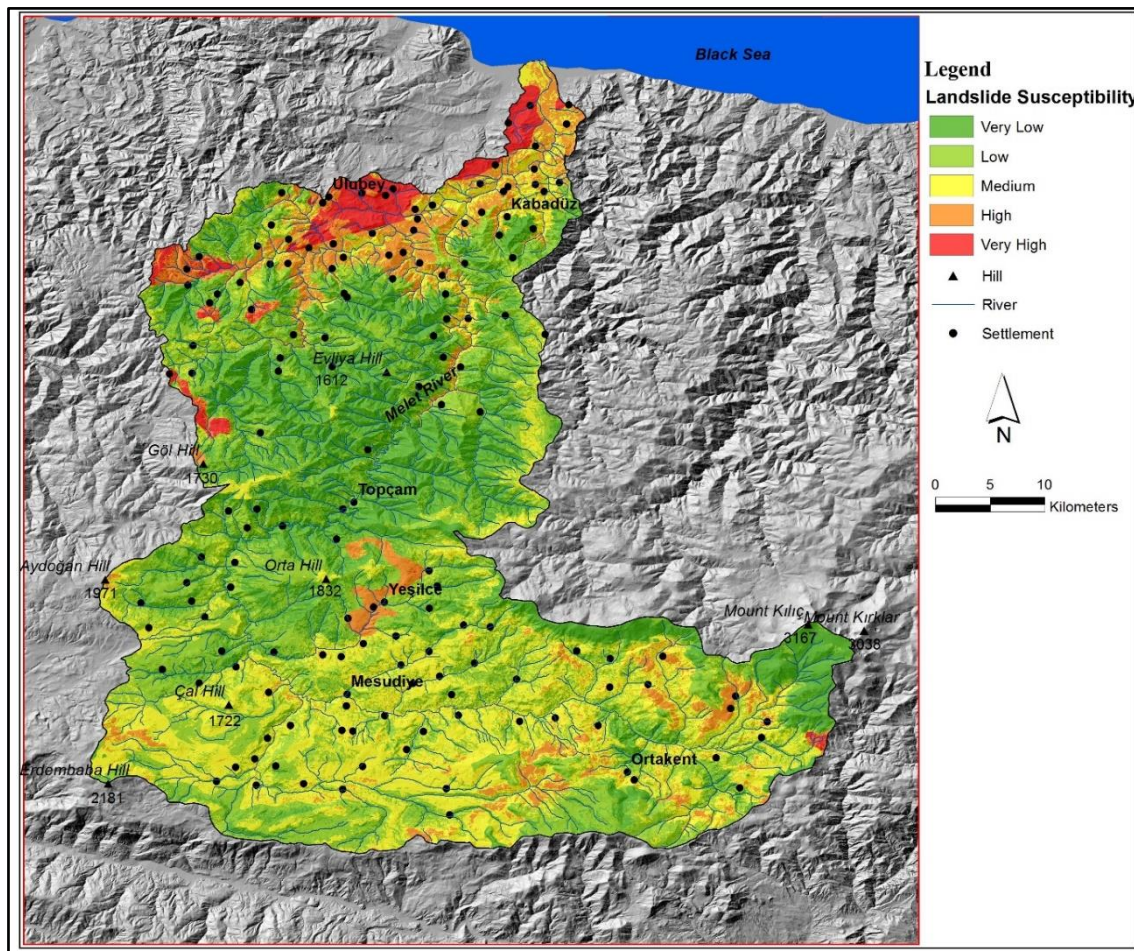 Black Sea
Legend
Landslide Susceptibility
Very Low
Low
Medium
High
Very High
Hill
River
Settlement
N
0 5 10
Kilometers
Ulubey
Kabadüz
Evliya Hill
1612
Melet River
Göl Hill
1730
Topçam
Aydoğan Hill
1971
Orta Hill
1832
Yeşilce
Mount Kılıç
3167
Mount Kırklar
3038
Mesudiye
Çal Hill
1722
Ortakent
Erdembaba Hill
2181